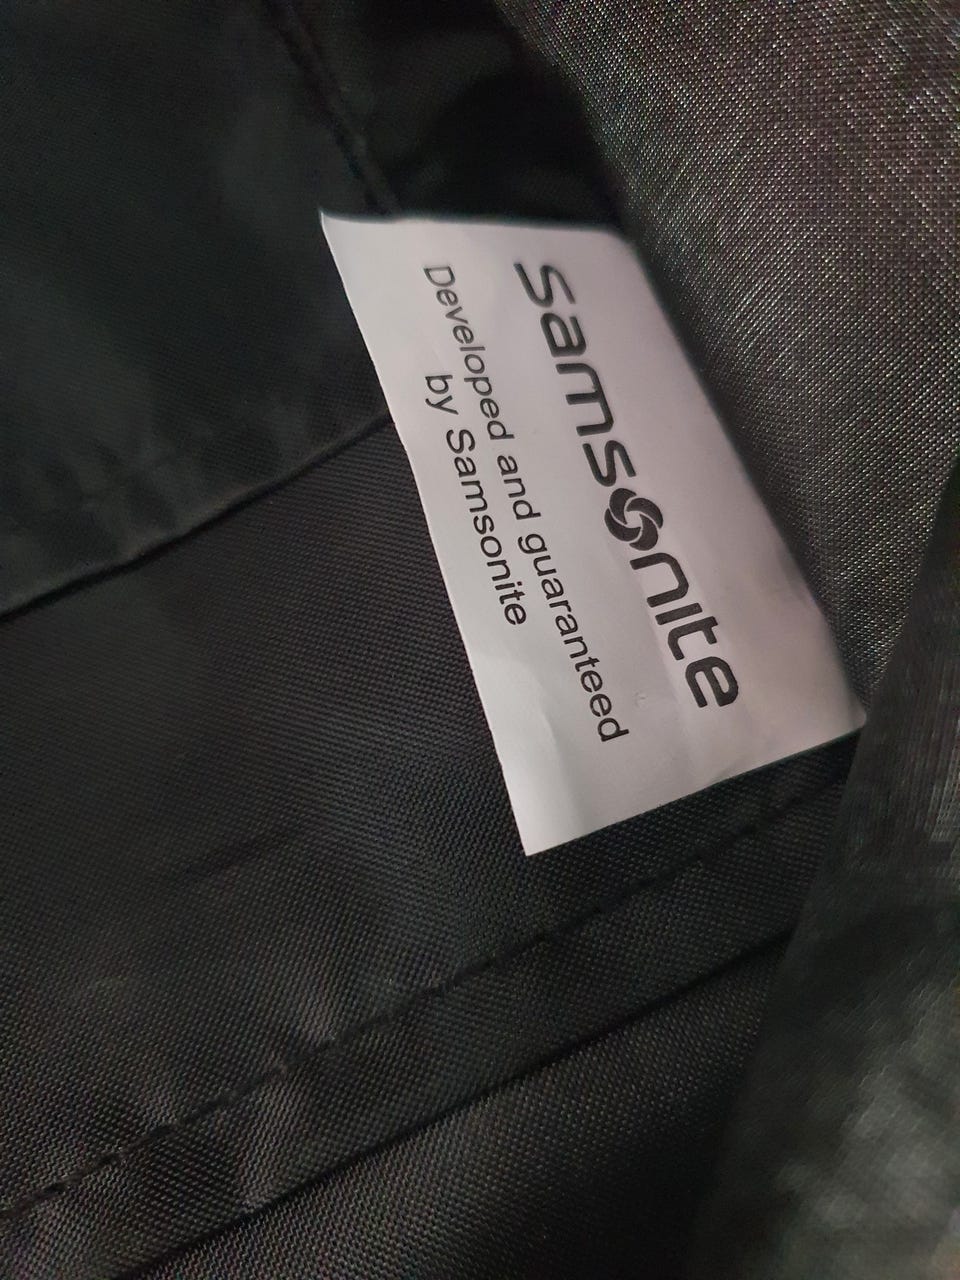 samsonite
Developed and guaranteed
by Samsonite